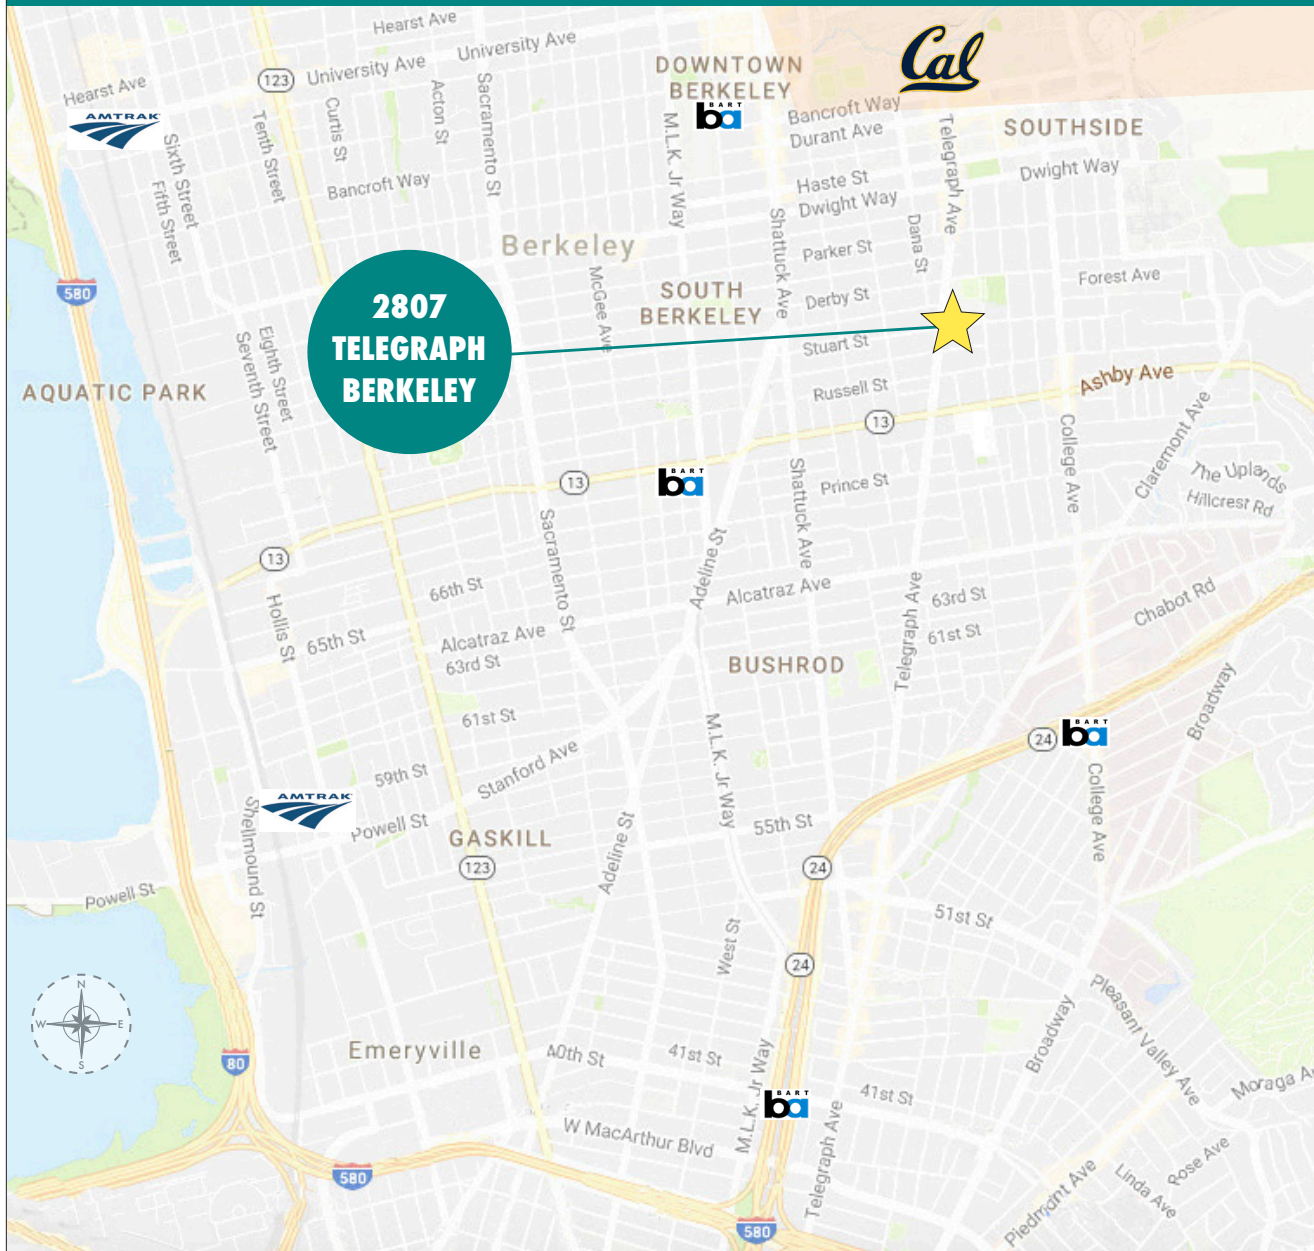 Hearst Ave
University Ave
DOWNTOWN
BERKELEY
Cal
123
University Ave
Hearst Ave
AMTRAK
Sixth Street
Fifth Street
Tenth Street
Curtis St
Acton St
Sacramento St
Bancroft Way
M.L.K. Jr Way
BART
ba
Bancroft Way
Durant Ave
Telegraph Ave
SOUTHSIDE
Dwight Way
Haste St
Dwight Way
Shattuck Ave
Dana St
Parker St
Berkeley
McGee Ave
SOUTH
BERKELEY
Derby St
Forest Ave
580
2807
TELEGRAPH
BERKELEY
Stuart St
Russell St
Ashby Ave
AQUATIC PARK
Eighth Street
Seventh Street
13
College Ave
Claremont Ave
The Uplands
Hillcrest Rd
BART
ba
13
Shattuck Ave
Prince St
13
Sacramento St
Adeline St
Alcatraz Ave
Telegraph Ave
63rd St
61st St
Chabot Rd
66th St
Hollis St
65th St
Alcatraz Ave
63rd St
BUSHROD
Broadway
61st St
M.L.K. Jr Way
24
BART
ba
59th St
Stanford Ave
College Ave
AMTRAK
Shellmound St
Powell St
GASKILL
Adeline St
55th St
123
24
Powell St
51st St
West St
24
Pleasant Valley Ave
Broadway
N
W
E
S
80
Emeryville
40th St
41st St
M.L.K. Jr Way
BART
ba
41st St
Moraga A
W MacArthur Blvd
Telegraph Ave
Piedmont Ave
Linda Ave
Rose Ave
580
580